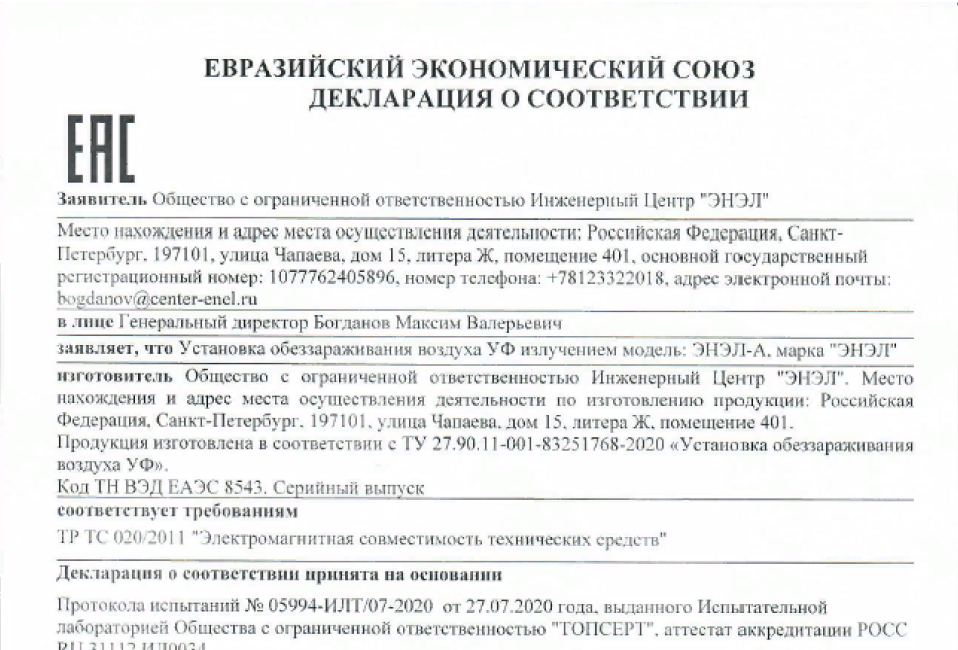 ЕВРАЗИЙСКИЙ ЭКОНОМИЧЕСКИЙ СОЮЗ
ДЕКЛАРАЦИЯ О СООТВЕТСТВИИ
ЕАС
Заявитель Общество с ограниченной ответственностью Инженерный Центр "ЭНЭЛ"
Место нахождения и адрес места осуществления деятельности: Российская Федерация, Санкт-
Петербург, 197101, улица Чапаева, дом 15, литера Ж, помещение 401, основной государственный
регистрационный номер: 1077762405896, номер телефона: +78123322018, адрес электронной почты:
bogdanov@center-enel.ru
в лице Генеральный директор Богданов Максим Валерьевич
заявляет, что Установка обеззараживания воздуха УФ излучением модель: ЭНЭЛ-А, марка "ЭНЭЛ"
изготовитель Общество с ограниченной ответственностью Инженерный Центр "ЭНЭЛ". Место
нахождения и адрес места осуществления деятельности по изготовлению продукции: Российская
Федерация, Санкт-Петербург, 197101, улица Чапаева, дом 15, литера Ж, помещение 401.
Продукция изготовлена в соответствии с ТУ 27.90.11-001-83251768-2020 «Установка обеззараживания
воздуха УФ».
Код ТН ВЭД ЕАЭС 8543. Серийный выпуск
соответствует требованиям
ТР ТС 020/2011 "Электромагнитная совместимость технических средств"
Декларация о соответствии принята на основании
Протокола испытаний № 05994-ИЛТ/07-2020 от 27.07.2020 года, выданного Испытательной
лабораторией Общества с ограниченной ответственностью "ТОПСЕРТ", аттестат аккредитации РОСС